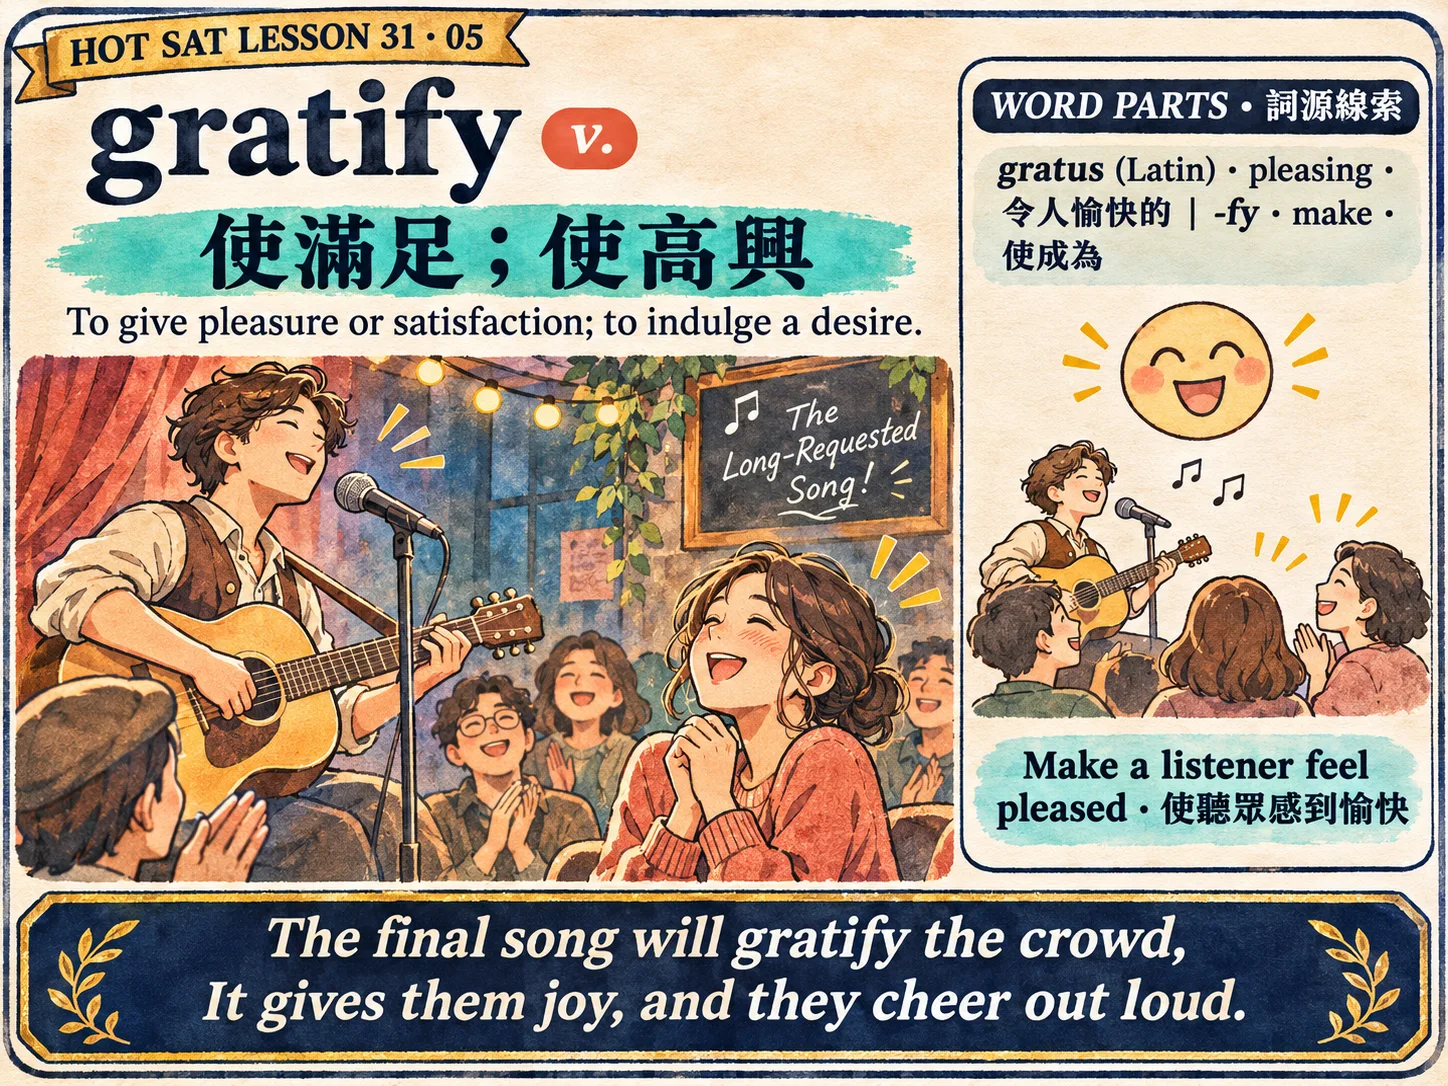 HOT SAT LESSON 31 · 05
gratify v.
使滿足；使高興
To give pleasure or satisfaction; to indulge a desire.
The
Long-Requested
Song!
WORD PARTS · 詞源線索
gratus (Latin) · pleasing ·
令人愉快的 | -fy · make ·
使成為
Make a listener feel
pleased · 使聽眾感到愉快
The final song will gratify the crowd,
It gives them joy, and they cheer out loud.